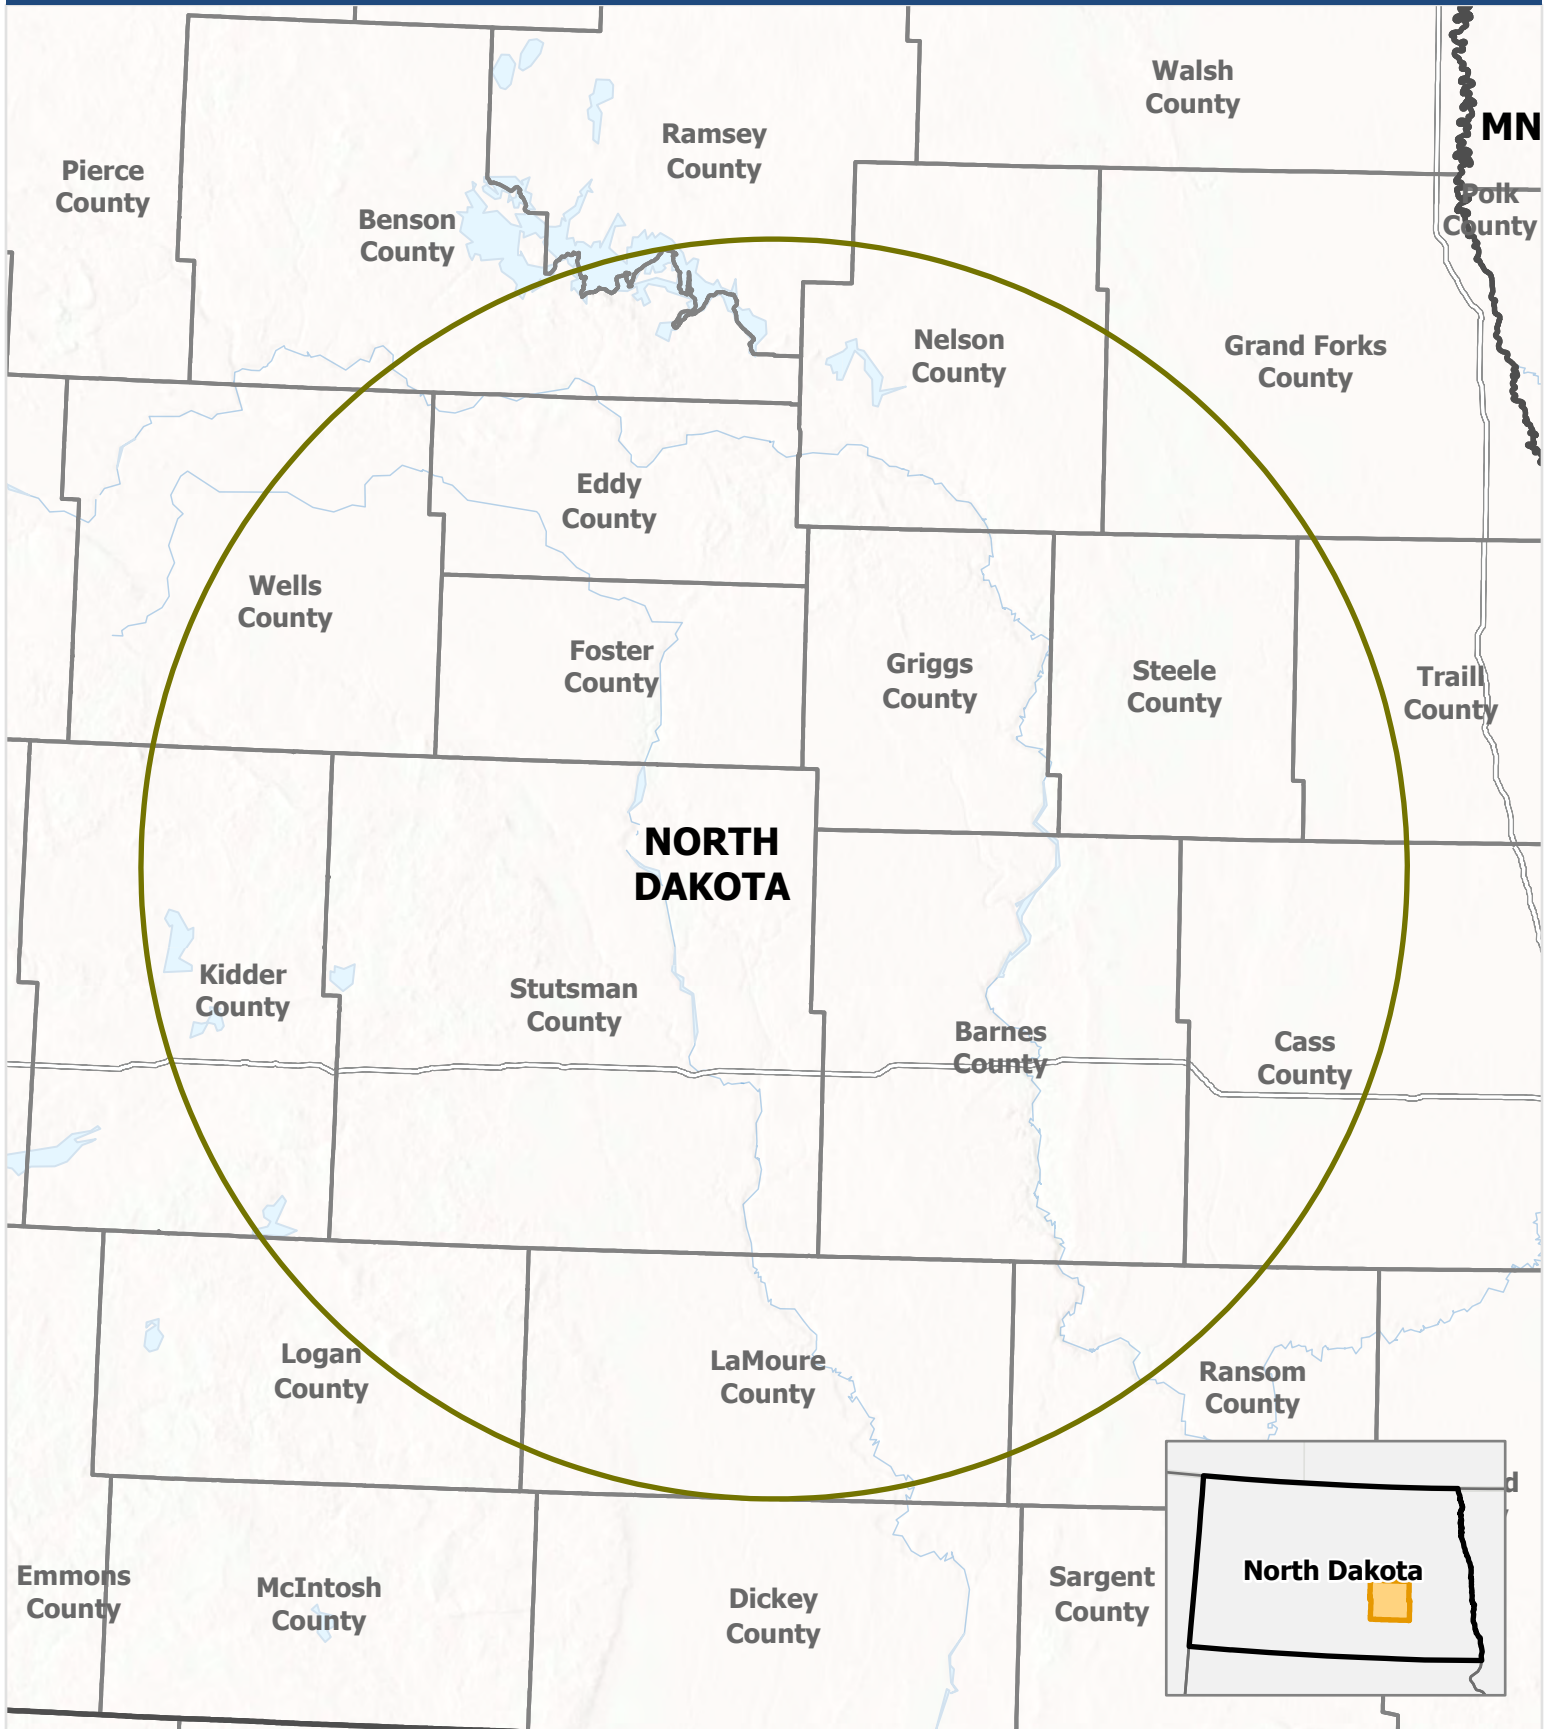 Walsh
County
MN
Ramsey
County
Pierce
County
Polk
County
Benson
County
Nelson
County
Grand Forks
County
Eddy
County
Wells
County
Foster
County
Griggs
County
Steele
County
Traill
County
NORTH
DAKOTA
Kidder
County
Stutsman
County
Barnes
County
Cass
County
Logan
County
LaMoure
County
Ransom
County
Emmons
County
McIntosh
County
Dickey
County
Sargent
County
d
North Dakota